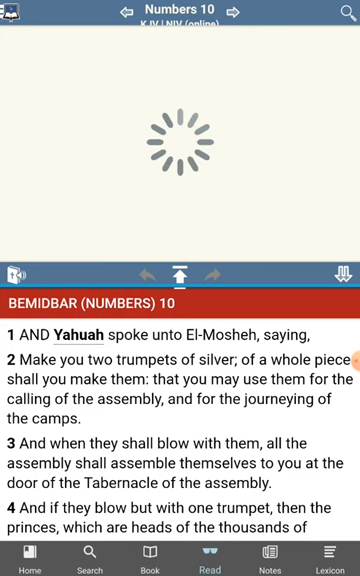 Numbers 10
KJV | NIV (online)
BEMIDBAR (NUMBERS) 10
1 AND Yahuah spoke unto El-Mosheh, saying,
2 Make you two trumpets of silver; of a whole piece
shall you make them: that you may use them for the
calling of the assembly, and for the journeying of
the camps.
3 And when they shall blow with them, all the
assembly shall assemble themselves to you at the
door of the Tabernacle of the assembly.
4 And if they blow but with one trumpet, then the
princes, which are heads of the thousands of
Home
Search
Book
Read
Notes
Lexicon